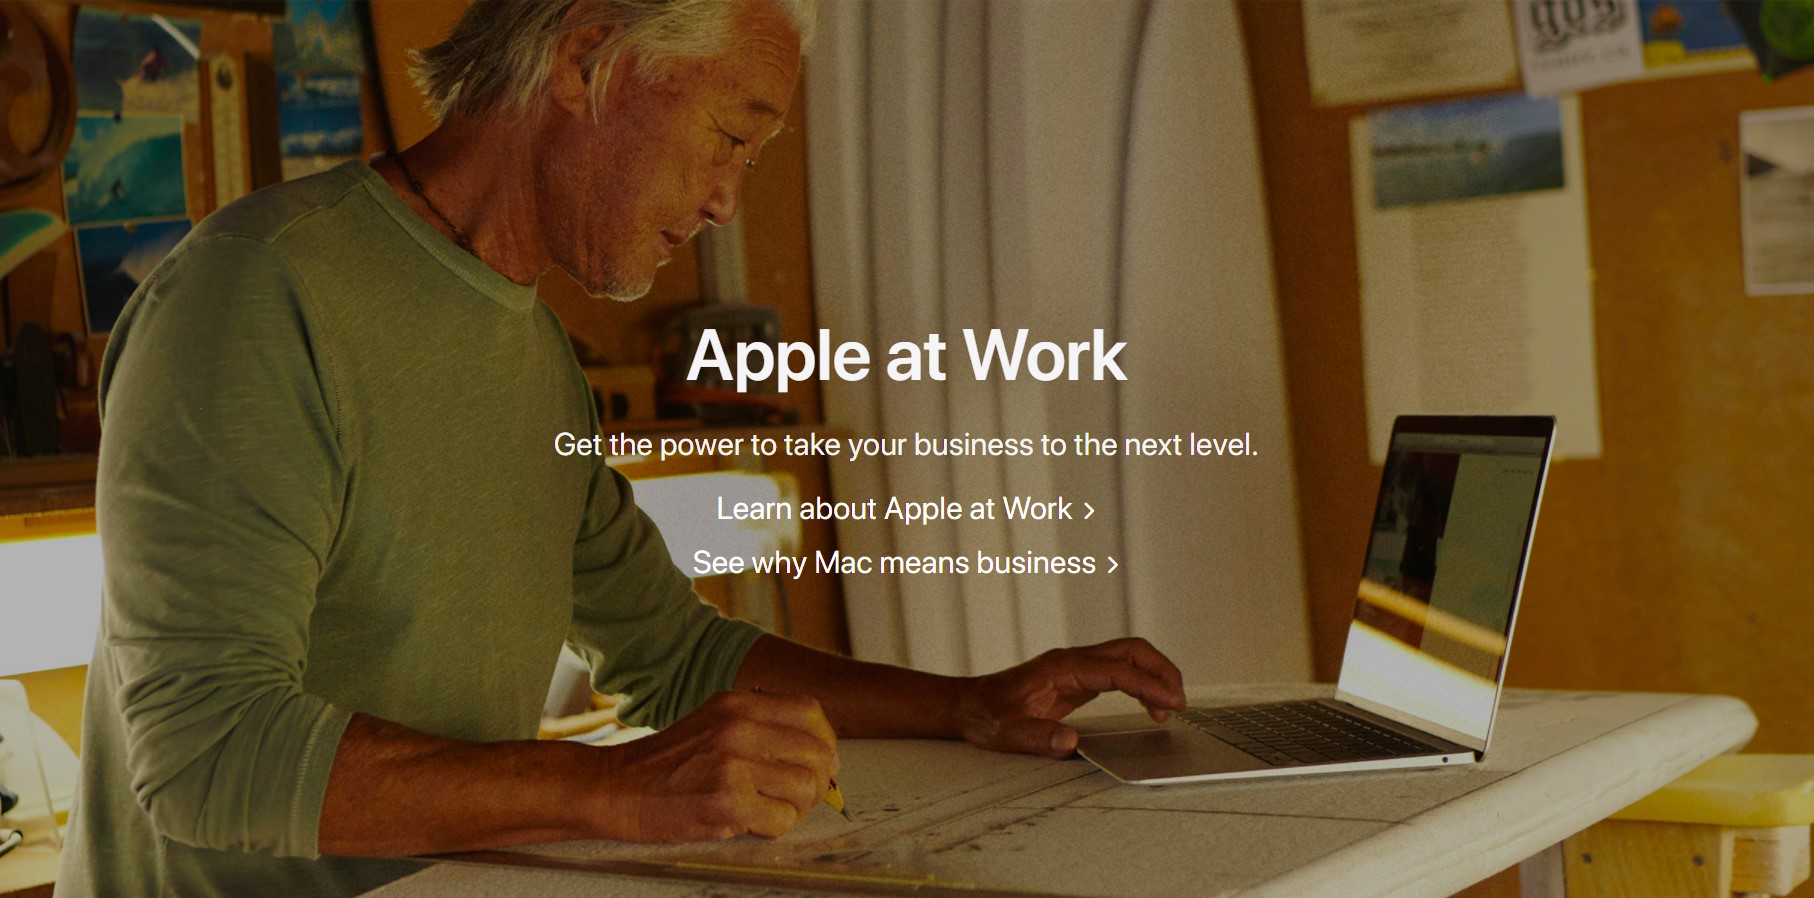 Apple at Work
Get the power to take your business to the next level.
Learn about Apple at Work >
See why Mac means business >